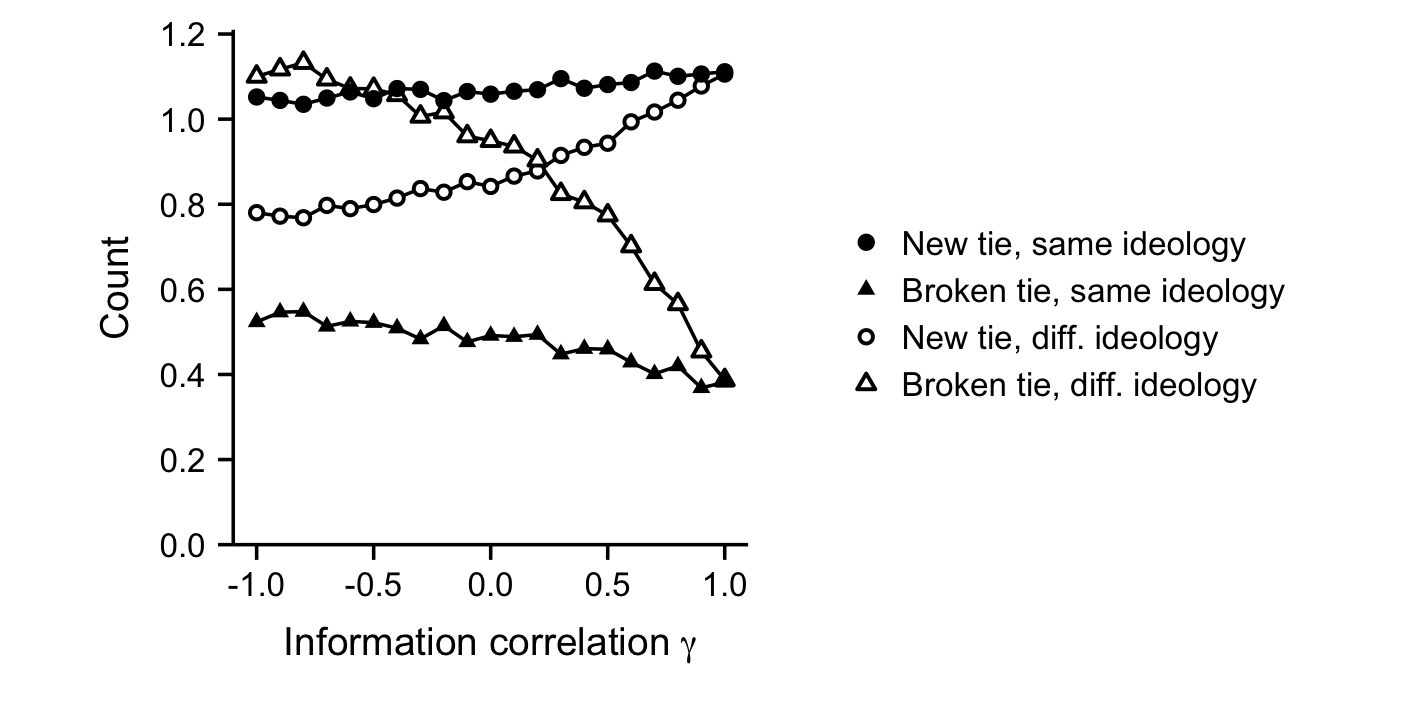 1.2
1.0
0.8
0.6
0.4
0.2
0.0
Count
-1.0 -0.5 0.0 0.5 1.0
Information correlation γ
New tie, same ideology
Broken tie, same ideology
New tie, diff. ideology
Broken tie, diff. ideology